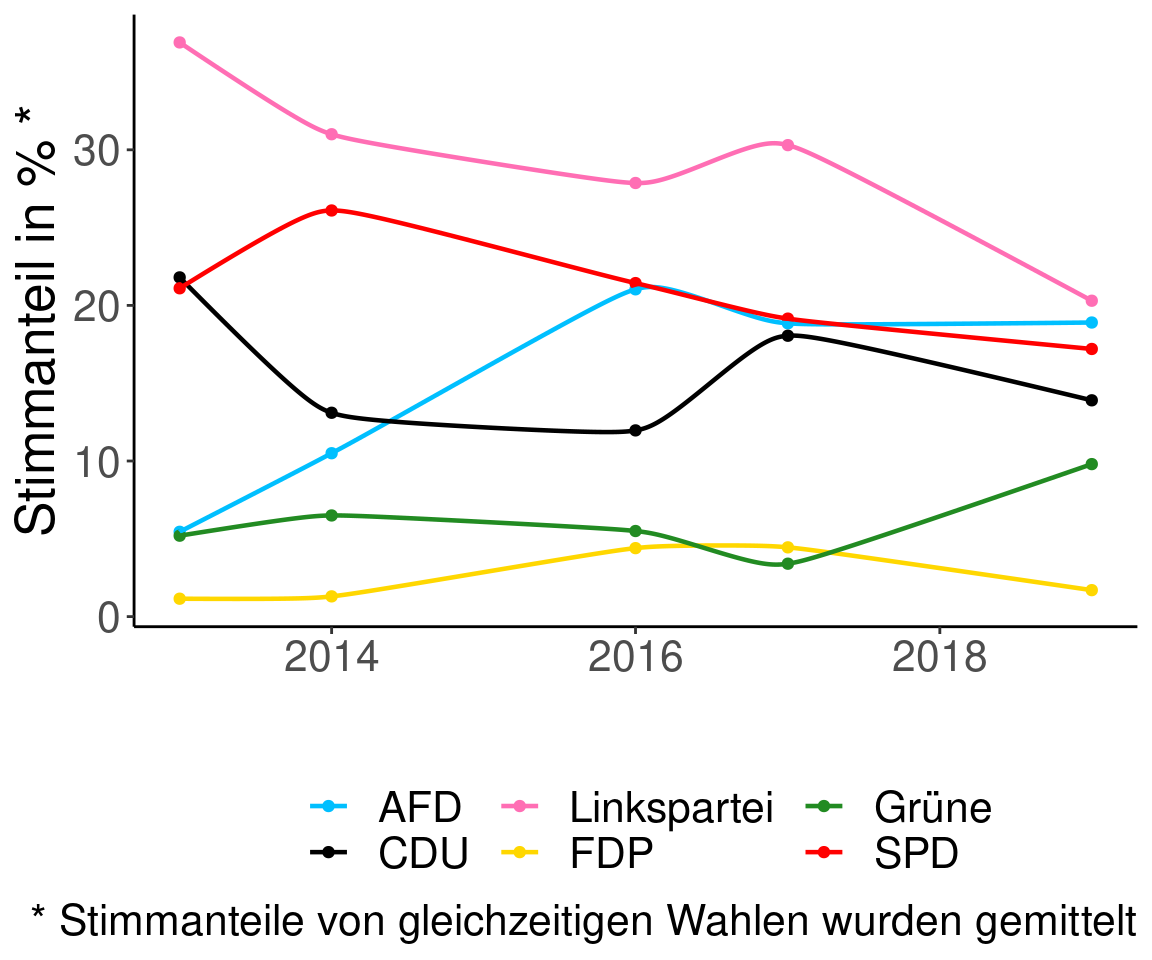 Stimmanteil in % *
30
20
10
0
2014 2016 2018
AFD Linkspartei Grüne
CDU FDP SPD
* Stimmanteile von gleichzeitigen Wahlen wurden gemittelt